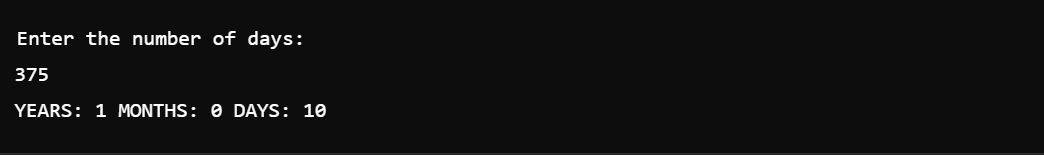 Enter the number of days:
375
YEARS: 1 MONTHS: 0 DAYS: 10